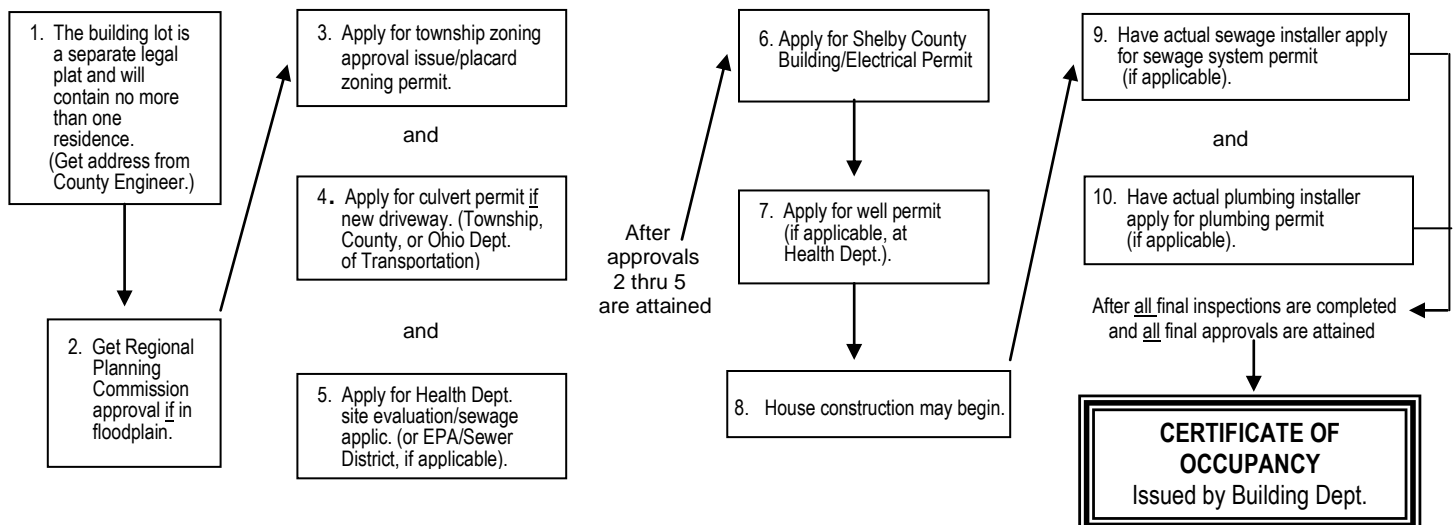 1. The building lot is
a separate legal
plat and will
contain no more
than one
residence.
(Get address from
County Engineer.)
2. Get Regional
Planning
Commission
approval if in
floodplain.
3. Apply for township zoning
approval issue/placard
zoning permit.
and
4. Apply for culvert permit if
new driveway. (Township,
County, or Ohio Dept.
of Transportation)
and
5. Apply for Health Dept.
site evaluation/sewage
applic. (or EPA/Sewer
District, if applicable).
After
approvals
2 thru 5
are attained
6. Apply for Shelby County
Building/Electrical Permit
7. Apply for well permit
(if applicable, at
Health Dept.).
8. House construction may begin.
9. Have actual sewage installer apply
for sewage system permit
(if applicable).
and
10. Have actual plumbing installer
apply for plumbing permit
(if applicable).
After all final inspections are completed
and all final approvals are attained
CERTIFICATE OF
OCCUPANCY
Issued by Building Dept.